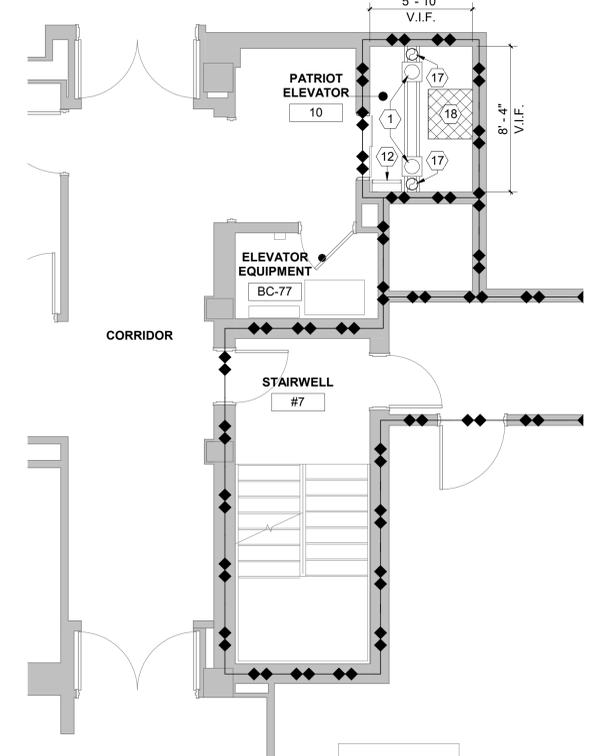 5' - 10"
V.I.F.
PATRIOT
ELEVATOR
10
17
1
18
8' - 4"
V.I.F.
12
17
ELEVATOR
EQUIPMENT
BC-77
CORRIDOR
STAIRWELL
#7